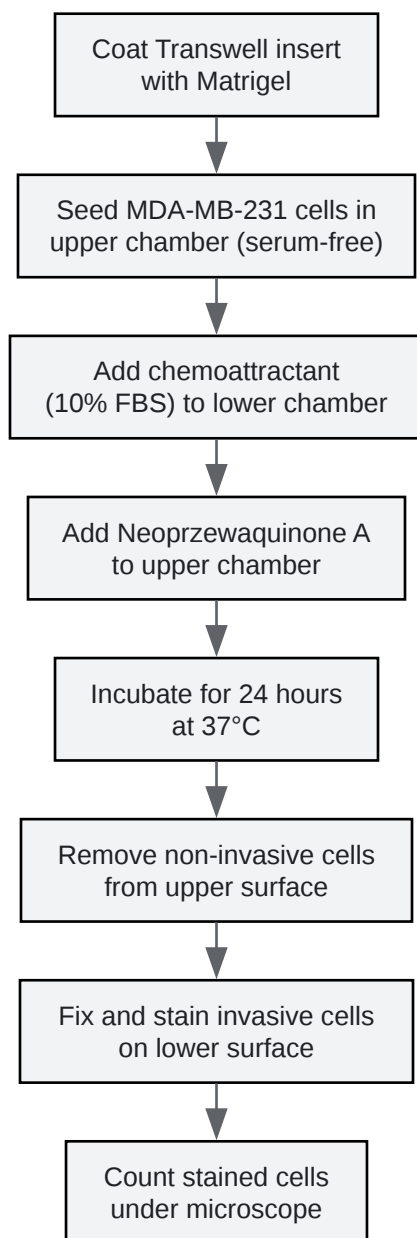 Coat Transwell insert
with Matrigel
Seed MDA-MB-231 cells in
upper chamber (serum-free)
Add chemoattractant
(10% FBS) to lower chamber
Add Neoprzewaquinone A
to upper chamber
Incubate for 24 hours
at 37°C
Remove non-invasive cells
from upper surface
Fix and stain invasive cells
on lower surface
Count stained cells
under microscope